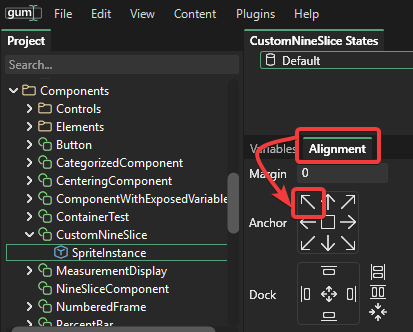 gum File Edit View Content Plugins Help
Project
Search...
Components
Controls
Elements
Button
CategorizedComponent
CenteringComponent
ComponentWithExposedVariable
ContainerTest
CustomNineSlice
SpriteInstance
MeasurementDisplay
NineSliceComponent
NumberedFrame
PercentBar
CustomNineSlice States
Default
Variables Alignment
Margin 0
Anchor
Dock